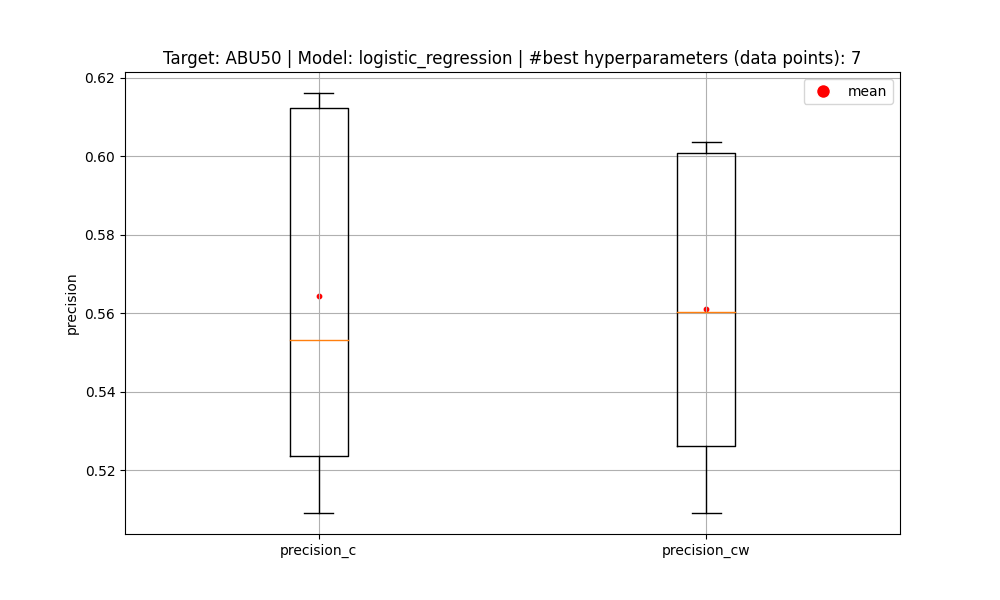 Target: ABU50 | Model: logistic_regression | #best hyperparameters (data points): 7
mean
0.62
0.60
0.58
0.56
0.54
0.52
precision
precision_c
precision_cw